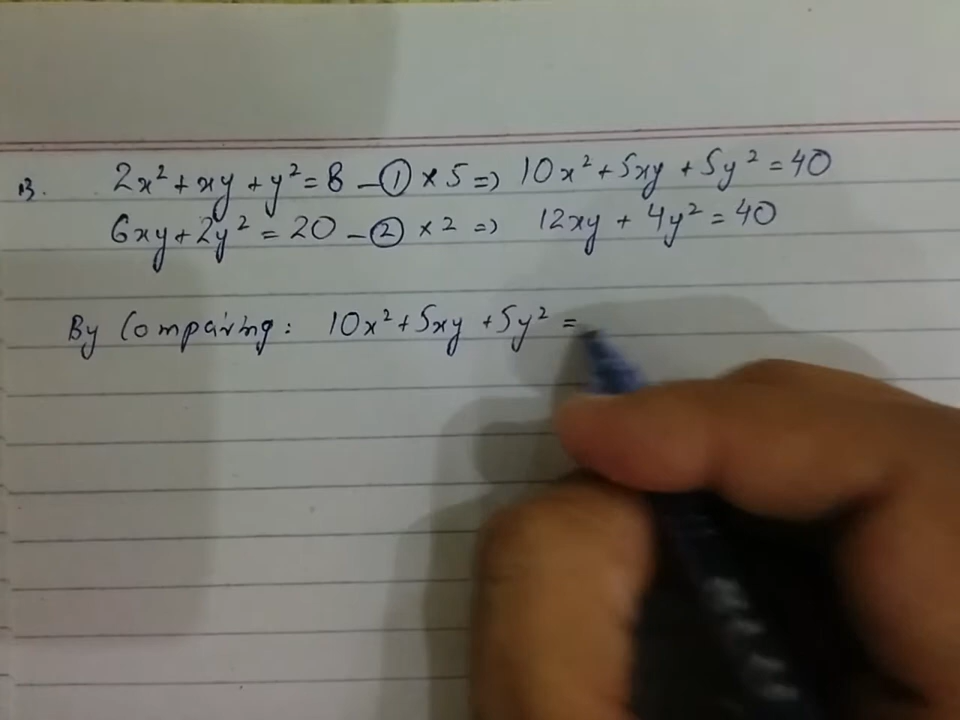 13. 2x² + xy + y² = 8 – ① × 5 => 10x² + 5xy + 5y² = 40
6xy + 2y² = 20 – ② × 2 => 12xy + 4y² = 40
By Compairing: 10x² + 5xy + 5y² =